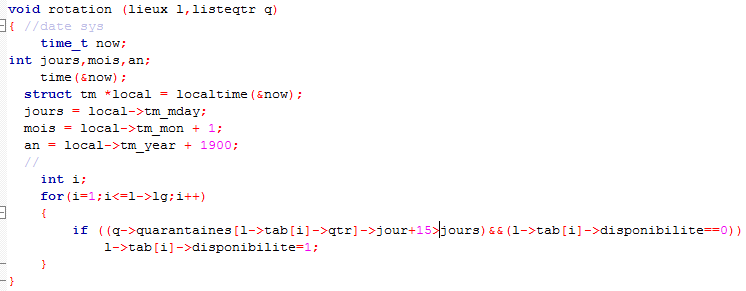 void rotation (lieux l,listeqtr q)
{ //date sys
time_t now;
int jours,mois,an;
time(&now);
struct tm *local = localtime(&now);
jours = local->tm_mday;
mois = local->tm_mon + 1;
an = local->tm_year + 1900;
//
int i;
for(i=1;i<=l->lg;i++)
{
if ((q->quarantaines[l->tab[i]->qtr]->jour+15>jours)&&(l->tab[i]->disponibilite==0))
l->tab[i]->disponibilite=1;
}
}